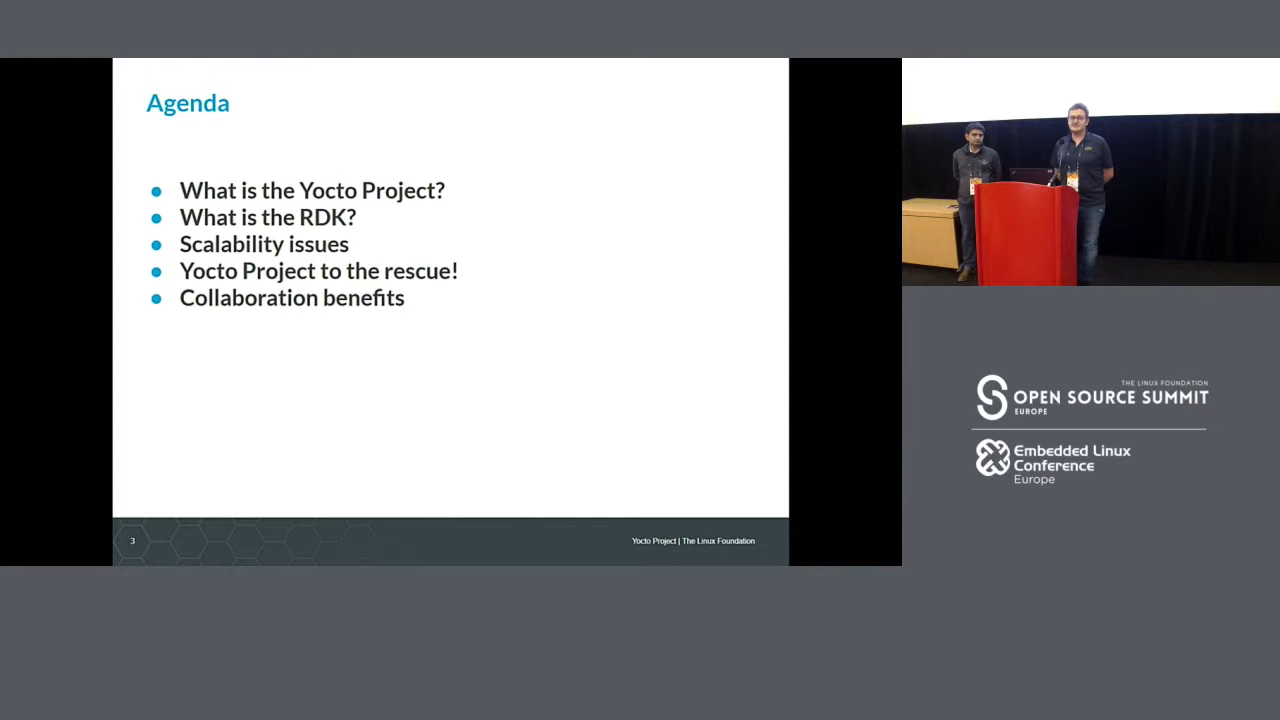 Agenda
What is the Yocto Project?
What is the RDK?
Scalability issues
Yocto Project to the rescue!
Collaboration benefits
3
Yocto Project | The Linux Foundation
THE LINUX FOUNDATION
OPEN SOURCE SUMMIT
EUROPE
Embedded Linux
Conference
Europe